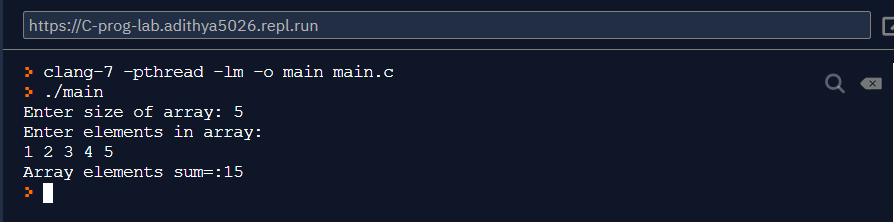 https://C-prog-lab.adithya5026.repl.run
> clang-7 -pthread -lm -o main main.c
> ./main
Enter size of array: 5
Enter elements in array:
1 2 3 4 5
Array elements sum=:15
>